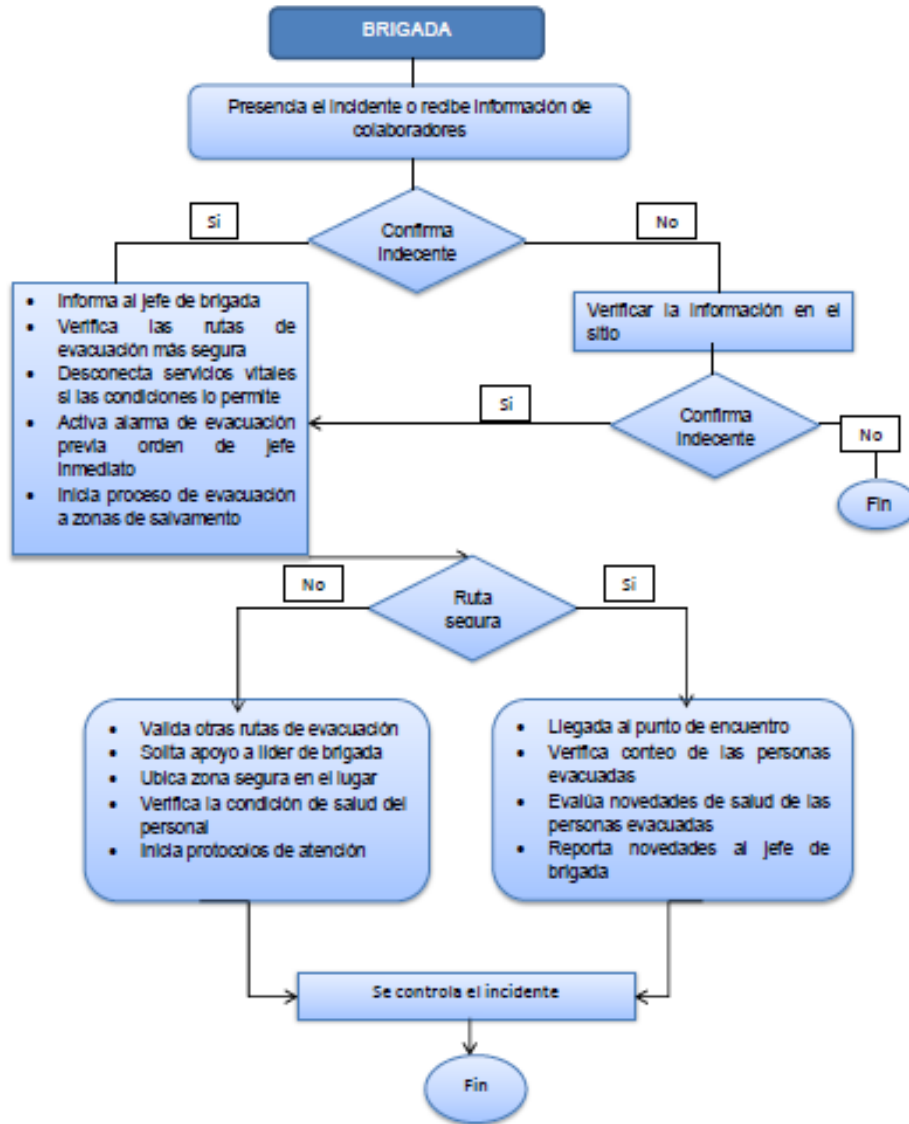 BRIGADA
Presencia el incidente o recibe información de
colaboradores
Si
Confirma
Indecente
No
• Informa al jefe de brigada
• Verifica las rutas de
evacuación más segura
• Desconecta servicios vitales
si las condiciones lo permite
• Activa alarma de evacuación
previa orden de jefe
inmediato
• Inicia proceso de evacuación
a zonas de salvamento
Verificar la información en el
sitio
Si
Confirma
Indecente
No
Fin
No
Ruta
segura
Si
• Valida otras rutas de evacuación
• Solita apoyo a líder de brigada
• Ubica zona segura en el lugar
• Verifica la condición de salud del
personal
• Inicia protocolos de atención
• Llegada al punto de encuentro
• Verifica conteo de las personas
evacuadas
• Evalúa novedades de salud de las
personas evacuadas
• Reporta novedades al jefe de
brigada
Se controla el incidente
Fin